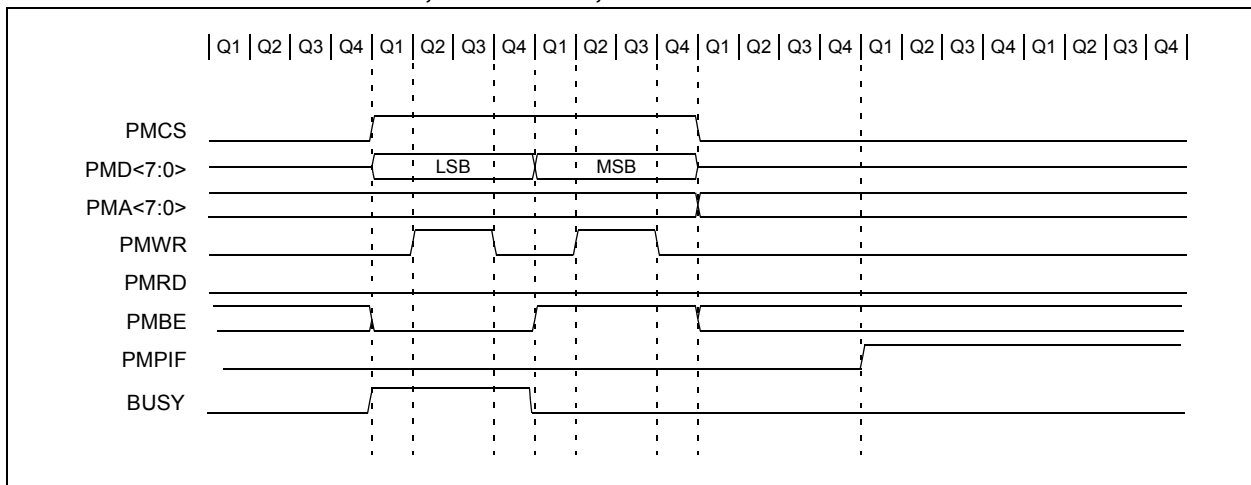 Q1 Q2 Q3 Q4 Q1 Q2 Q3 Q4 Q1 Q2 Q3 Q4 Q1 Q2 Q3 Q4 Q1 Q2 Q3 Q4 Q1 Q2 Q3 Q4
PMCS
PMD<7:0> LSB MSB
PMA<7:0>
PMWR
PMRD
PMBE
PMPIF
BUSY